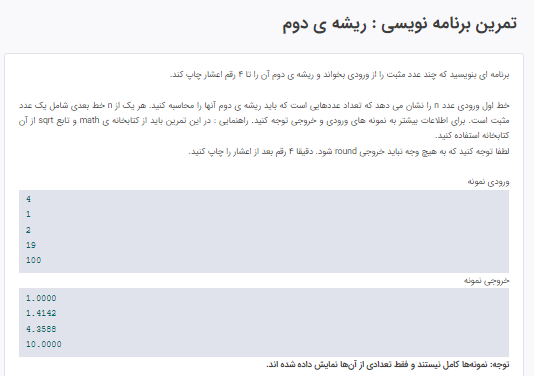 تمرین برنامه نویسی : ریشه ی دوم
برنامه ای بنویسید که چند عدد مثبت را از ورودی بخواند و ریشه ی دوم آن را تا ۴ رقم اعشار چاپ کند.
خط اول ورودی عدد n را نشان می دهد که تعداد عددهایی است که باید ریشه ی دوم آنها را محاسبه کنید. هر یک از n خط بعدی شامل یک عدد
مثبت است. برای اطلاعات بیشتر به نمونه های ورودی و خروجی توجه کنید. راهنمایی : در این تمرین باید از کتابخانه ی math و تابع sqrt از آن
کتابخانه استفاده کنید.
لطفا توجه کنید که به هیچ وجه نباید خروجی round شود. دقیقا ۴ رقم بعد از اعشار را چاپ کنید.
ورودی نمونه
4
1
2
19
100
خروجی نمونه
1.0000
1.4142
4.3588
10.0000
توجه: نمونه‌ها کامل نیستند و فقط تعدادی از آن‌ها نمایش داده شده اند.